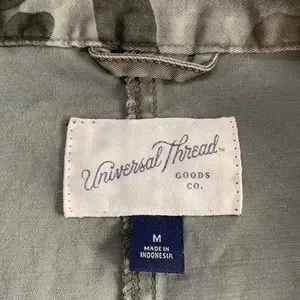 Universal Thread™
GOODS
CO.
M
MADE IN
INDONESIA